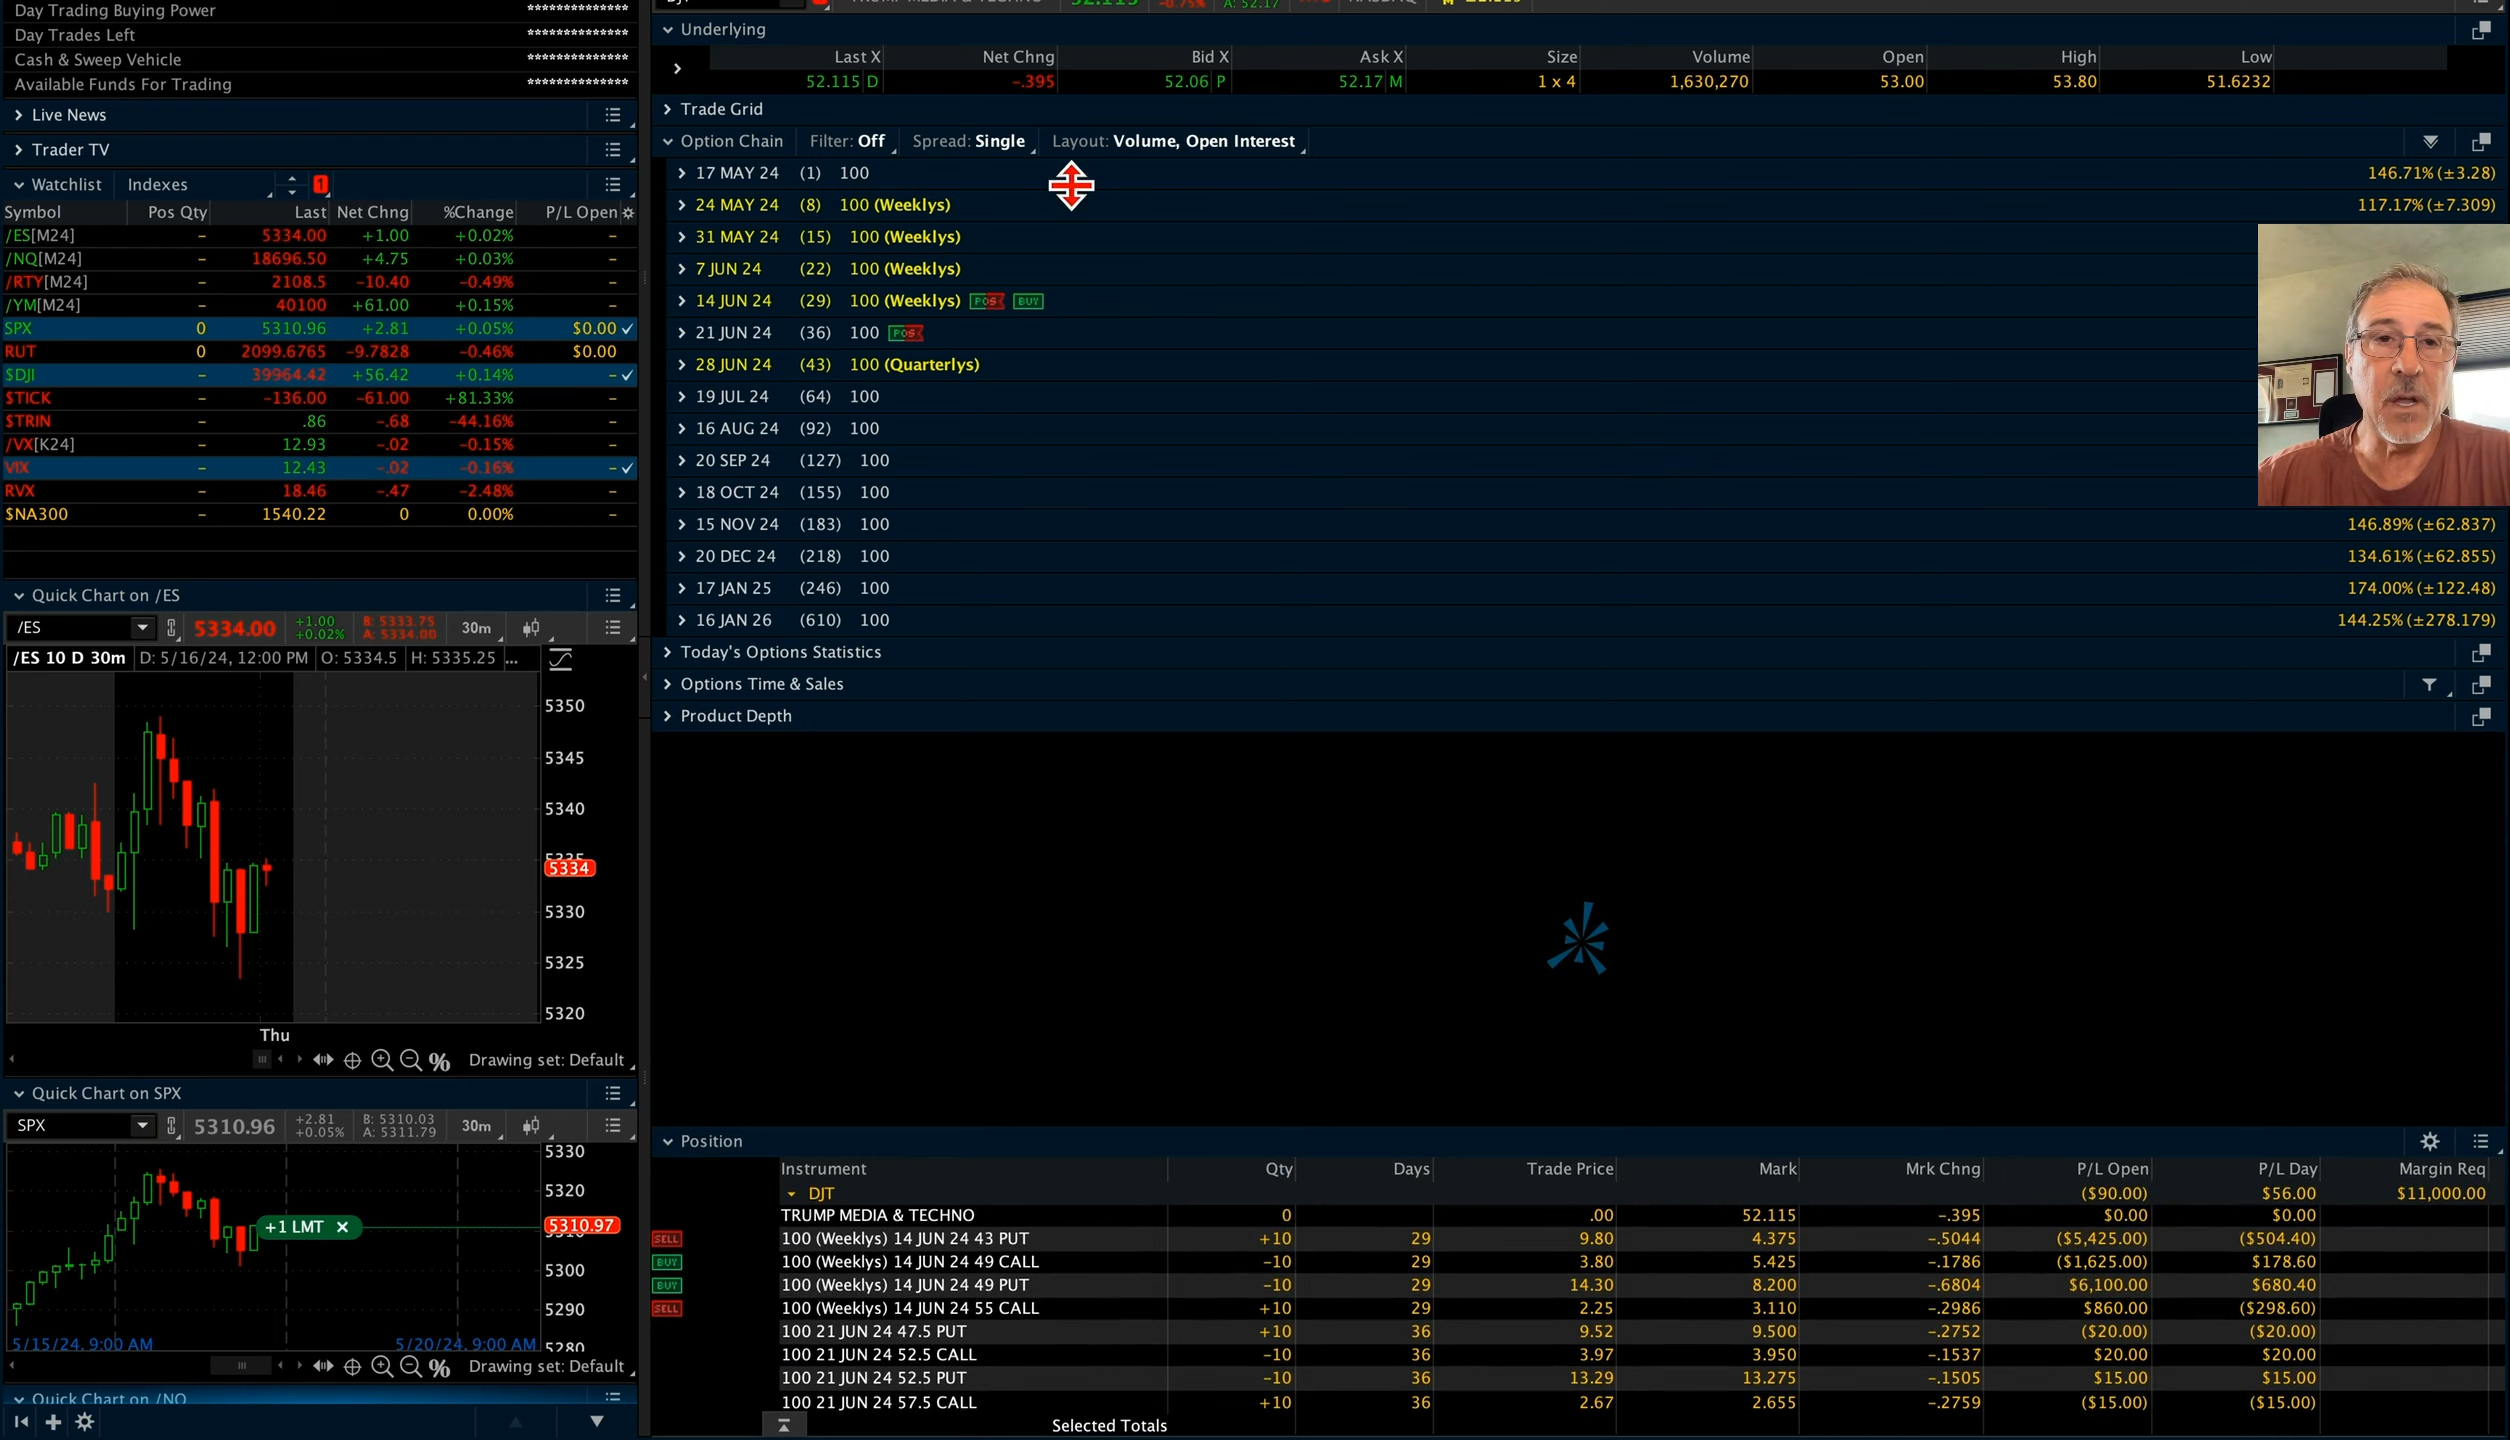 Day Trading Buying Power **************
Day Trades Left **************
Cash & Sweep Vehicle **************
Available Funds For Trading **************
Live News
Trader TV
Watchlist Indexes 1
Symbol Pos Qty Last Net Chng %Change P/L Open
/ES[M24] – 5334.00 +1.00 +0.02% –
/NQ[M24] – 18696.50 +4.75 +0.03% –
/RTY[M24] – 2108.5 -10.40 -0.49% –
/YM[M24] – 40100 +61.00 +0.15% –
SPX 0 5310.96 +2.81 +0.05% $0.00
RUT 0 2099.6765 -9.7828 -0.46% $0.00
$DJI – 39964.42 +56.42 +0.14% –
$TICK – -136.00 -61.00 +81.33% –
$TRIN – .86 -.68 -44.16% –
/VX[K24] – 12.93 -.02 -0.15% –
VIX – 12.43 -.02 -0.16% –
RVX – 18.46 -.47 -2.48% –
$NA300 – 1540.22 0 0.00% –
Quick Chart on /ES
/ES 5334.00 +1.00 +0.02% B: 5333.75 A: 5334.00 30m
/ES 10 D 30m D: 5/16/24, 12:00 PM O: 5334.5 H: 5335.25 ...
5350
5345
5340
5334
5330
5325
5320
Thu
Drawing set: Default
Quick Chart on SPX
SPX 5310.96 +2.81 +0.05% B: 5310.03 A: 5311.79 30m
5330
5320
+1 LMT 5310.97
5300
5290
5/15/24, 9:00 AM 5/20/24, 9:00 AM 5280
Drawing set: Default
Quick Chart on /NQ
TRUMP MEDIA & TECHNO 52.115 -0.75% A: 52.17 NASDAQ
Underlying
Last X Net Chng Bid X Ask X Size Volume Open High Low
52.115 D -.395 52.06 P 52.17 M 1 x 4 1,630,270 53.00 53.80 51.6232
Trade Grid
Option Chain Filter: Off Spread: Single Layout: Volume, Open Interest
17 MAY 24 (1) 100 146.71% (±3.28)
24 MAY 24 (8) 100 (Weeklys) 117.17% (±7.309)
31 MAY 24 (15) 100 (Weeklys)
7 JUN 24 (22) 100 (Weeklys)
14 JUN 24 (29) 100 (Weeklys) POS BUY
21 JUN 24 (36) 100 POS
28 JUN 24 (43) 100 (Quarterlys)
19 JUL 24 (64) 100
16 AUG 24 (92) 100
20 SEP 24 (127) 100
18 OCT 24 (155) 100
15 NOV 24 (183) 100 146.89% (±62.837)
20 DEC 24 (218) 100 134.61% (±62.855)
17 JAN 25 (246) 100 174.00% (±122.48)
16 JAN 26 (610) 100 144.25% (±278.179)
Today's Options Statistics
Options Time & Sales
Product Depth
Position
Instrument Qty Days Trade Price Mark Mrk Chng P/L Open P/L Day Margin Req
DJT ($90.00) $56.00 $11,000.00
TRUMP MEDIA & TECHNO 0 .00 52.115 -.395 $0.00 $0.00
SELL 100 (Weeklys) 14 JUN 24 43 PUT +10 29 9.80 4.375 -.5044 ($5,425.00) ($504.40)
BUY 100 (Weeklys) 14 JUN 24 49 CALL -10 29 3.80 5.425 -.1786 ($1,625.00) $178.60
BUY 100 (Weeklys) 14 JUN 24 49 PUT -10 29 14.30 8.200 -.6804 $6,100.00 $680.40
SELL 100 (Weeklys) 14 JUN 24 55 CALL +10 29 2.25 3.110 -.2986 $860.00 ($298.60)
100 21 JUN 24 47.5 PUT +10 36 9.52 9.500 -.2752 ($20.00) ($20.00)
100 21 JUN 24 52.5 CALL -10 36 3.97 3.950 -.1537 $20.00 $20.00
100 21 JUN 24 52.5 PUT -10 36 13.29 13.275 -.1505 $15.00 $15.00
100 21 JUN 24 57.5 CALL +10 36 2.67 2.655 -.2759 ($15.00) ($15.00)
Selected Totals